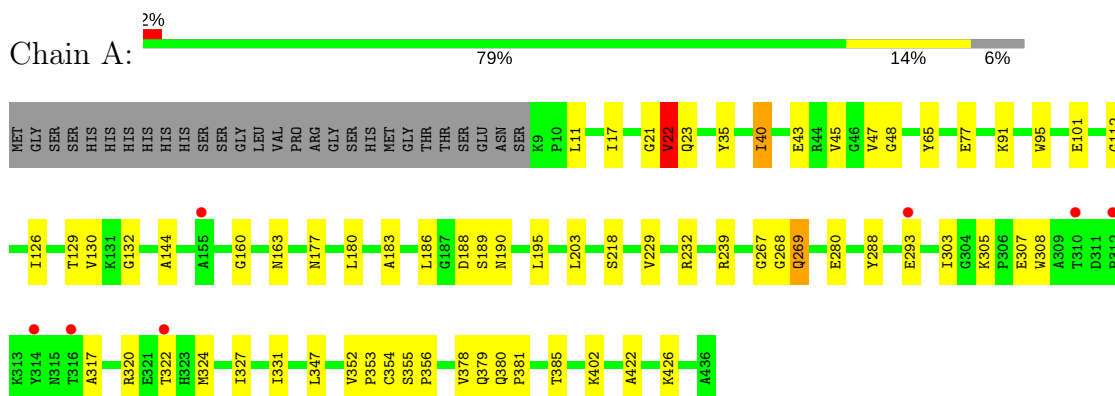 2%
Chain A:
79% 14% 6%
MET GLY SER SER HIS HIS HIS HIS HIS HIS SER SER GLY LEU VAL PRO ARG GLY SER HIS MET GLY THR THR SER GLU ASN SER K9 P10 L11 I17 G21 V22 Q23 Y35 I40 E43 R44 V45 G46 V47 G48 Y65 E77 K91 W95 E101
I126 T129 V130 K131 G132 A144 A155 G160 N163 N177 L180 A183 L186 G187 D188 S189 N190 L195 L203 S218 V229 R232 R239 G267 G268 Q269 E280 Y288 E293 I303 G304 K305 P306 E307 W308 A309 T310 D311
K313 Y314 N315 T316 A317 R320 E321 T322 H323 M324 I327 I331 L347 V352 P353 C354 S355 P356 V378 Q379 Q380 P381 T385 K402 A422 K426 A436